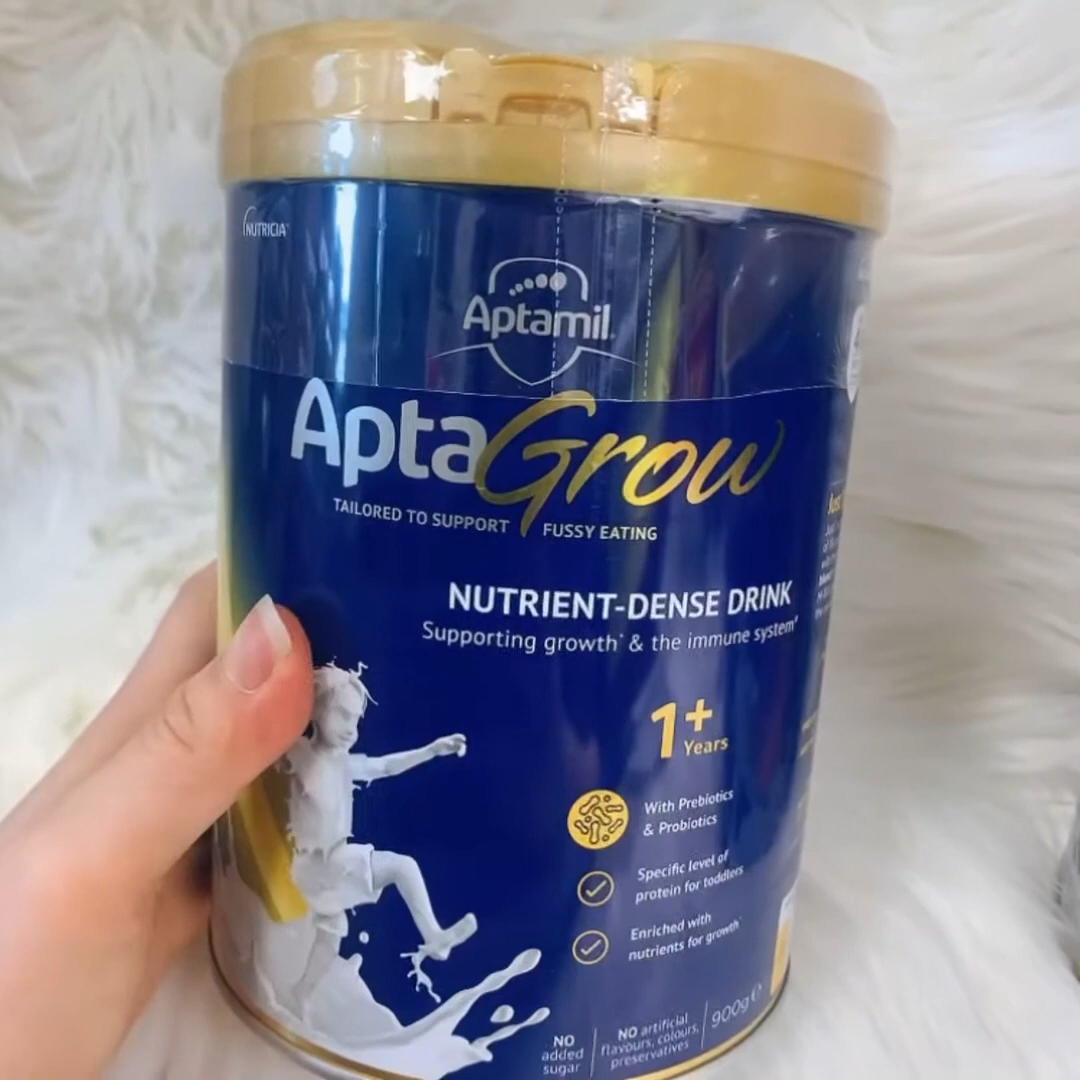 NUTRICIA
Aptamil
AptaGrow
TAILORED TO SUPPORT FUSSY EATING
NUTRIENT-DENSE DRINK
Supporting growth* & the immune system
1+
Years
With Prebiotics
& Probiotics
Specific level of
protein for toddlers
Enriched with
nutrients for growth*
NO
added
sugar
NO artificial
flavours, colours,
preservatives
900g ℮